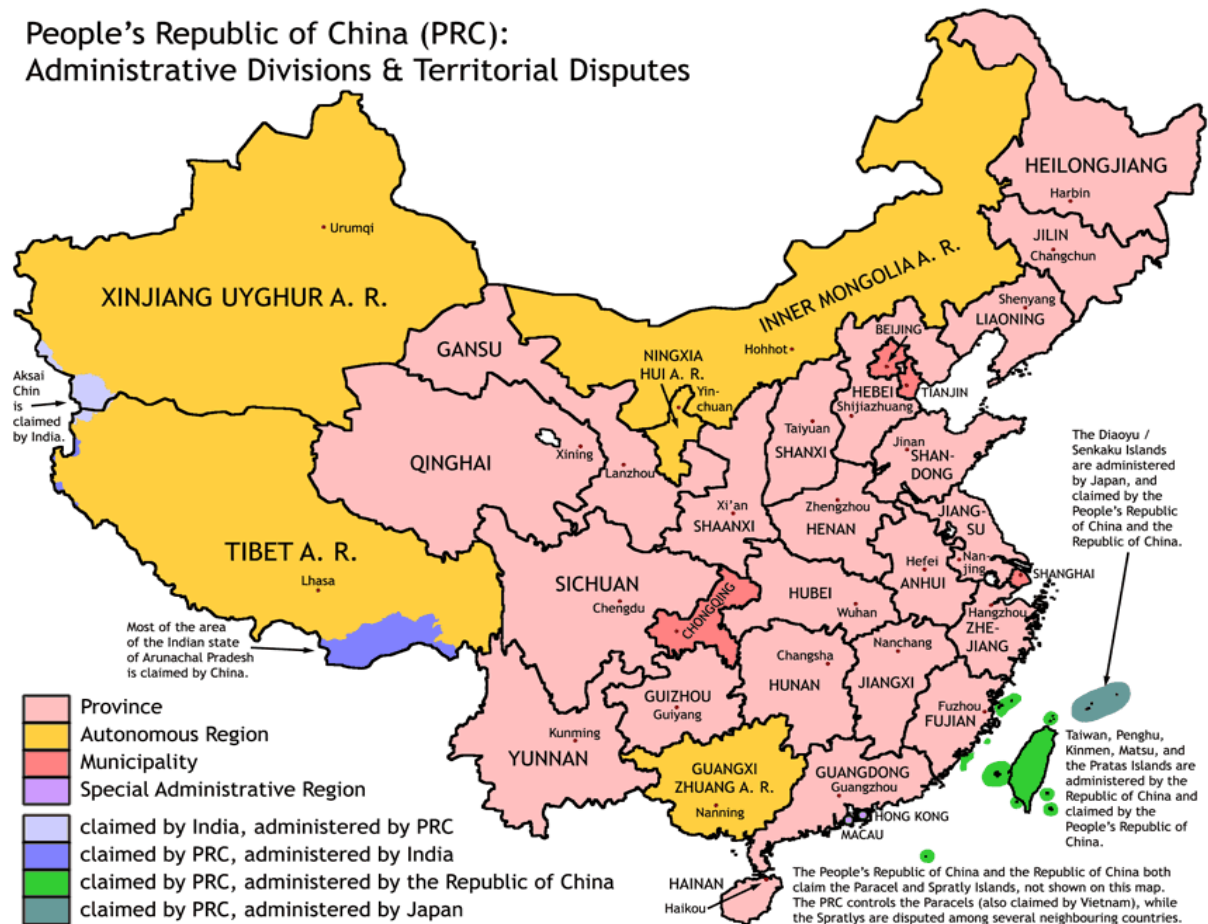 People's Republic of China (PRC):
Administrative Divisions & Territorial Disputes
HEILONGJIANG
Harbin
JILIN
Changchun
Urumqi
INNER MONGOLIA A. R.
XINJIANG UYGHUR A. R.
Shenyang
LIAONING
BEIJING
GANSU
Hohhot
NINGXIA
HUI A. R.
Yin-
chuan
HEBEI
TIANJIN
Shijiazhuang
Aksai
Chin
is
claimed
by India.
Taiyuan
SHANXI
Jinan
SHAN-
DONG
QINGHAI
Xining
Lanzhou
The Diaoyu /
Senkaku Islands
are administered
by Japan, and
claimed by the
People's Republic
of China and the
Republic of China.
Xi'an
SHAANXI
Zhengzhou
HENAN
JIANG-
SU
TIBET A. R.
Lhasa
Hefei
ANHUI
Nan-
jing
SHANGHAI
SICHUAN
Chengdu
CHONGQING
HUBEI
Wuhan
Hangzhou
ZHE-
JIANG
Most of the area
of the Indian state
of Arunachal Pradesh
is claimed by China.
Nanchang
JIANGXI
Changsha
HUNAN
GUIZHOU
Guiyang
Fuzhou
FUJIAN
Kunming
YUNNAN
GUANGXI
ZHUANG A. R.
Nanning
GUANGDONG
Guangzhou
HONG KONG
MACAU
Taiwan, Penghu,
Kinmen, Matsu, and
the Pratas Islands are
administered by the
Republic of China and
claimed by the
People's Republic of
China.
HAINAN
Haikou
Province
Autonomous Region
Municipality
Special Administrative Region
claimed by India, administered by PRC
claimed by PRC, administered by India
claimed by PRC, administered by the Republic of China
claimed by PRC, administered by Japan
The People's Republic of China and the Republic of China both
claim the Paracel and Spratly Islands, not shown on this map.
The PRC controls the Paracels (also claimed by Vietnam), while
the Spratlys are disputed among several neighbouring countries.